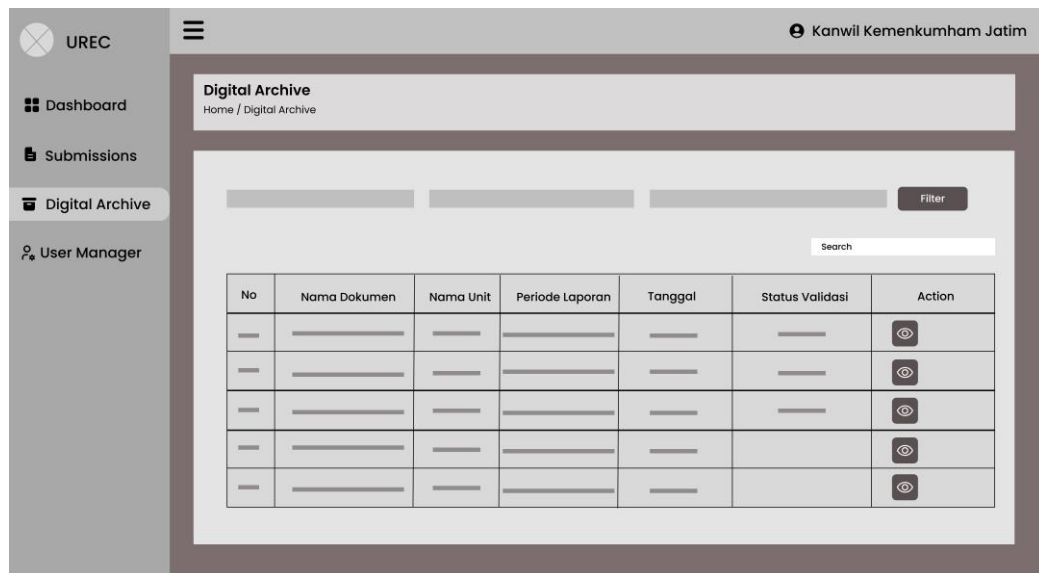 UREC
Kanwil Kemenkumham Jatim
Dashboard
Submissions
Digital Archive
User Manager
Digital Archive
Home / Digital Archive
Filter
Search
No Nama Dokumen Nama Unit Periode Laporan Tanggal Status Validasi Action